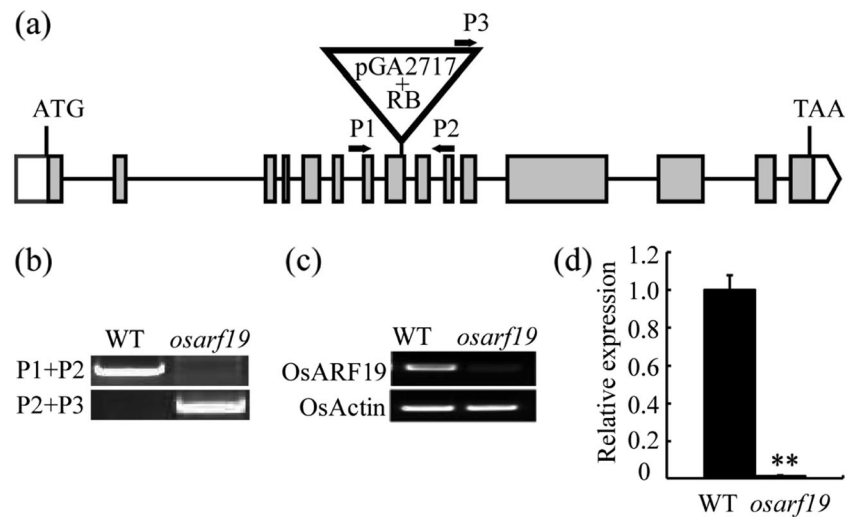 (a)
P3
pGA2717
+
RB
ATG
TAA
P1
P2
(b)
WT osarf19
P1+P2
P2+P3
(c)
WT osarf19
OsARF19
OsActin
(d)
Relative expression
1.2
1.0
0.8
0.6
0.4
0.2
0
**
WT osarf19